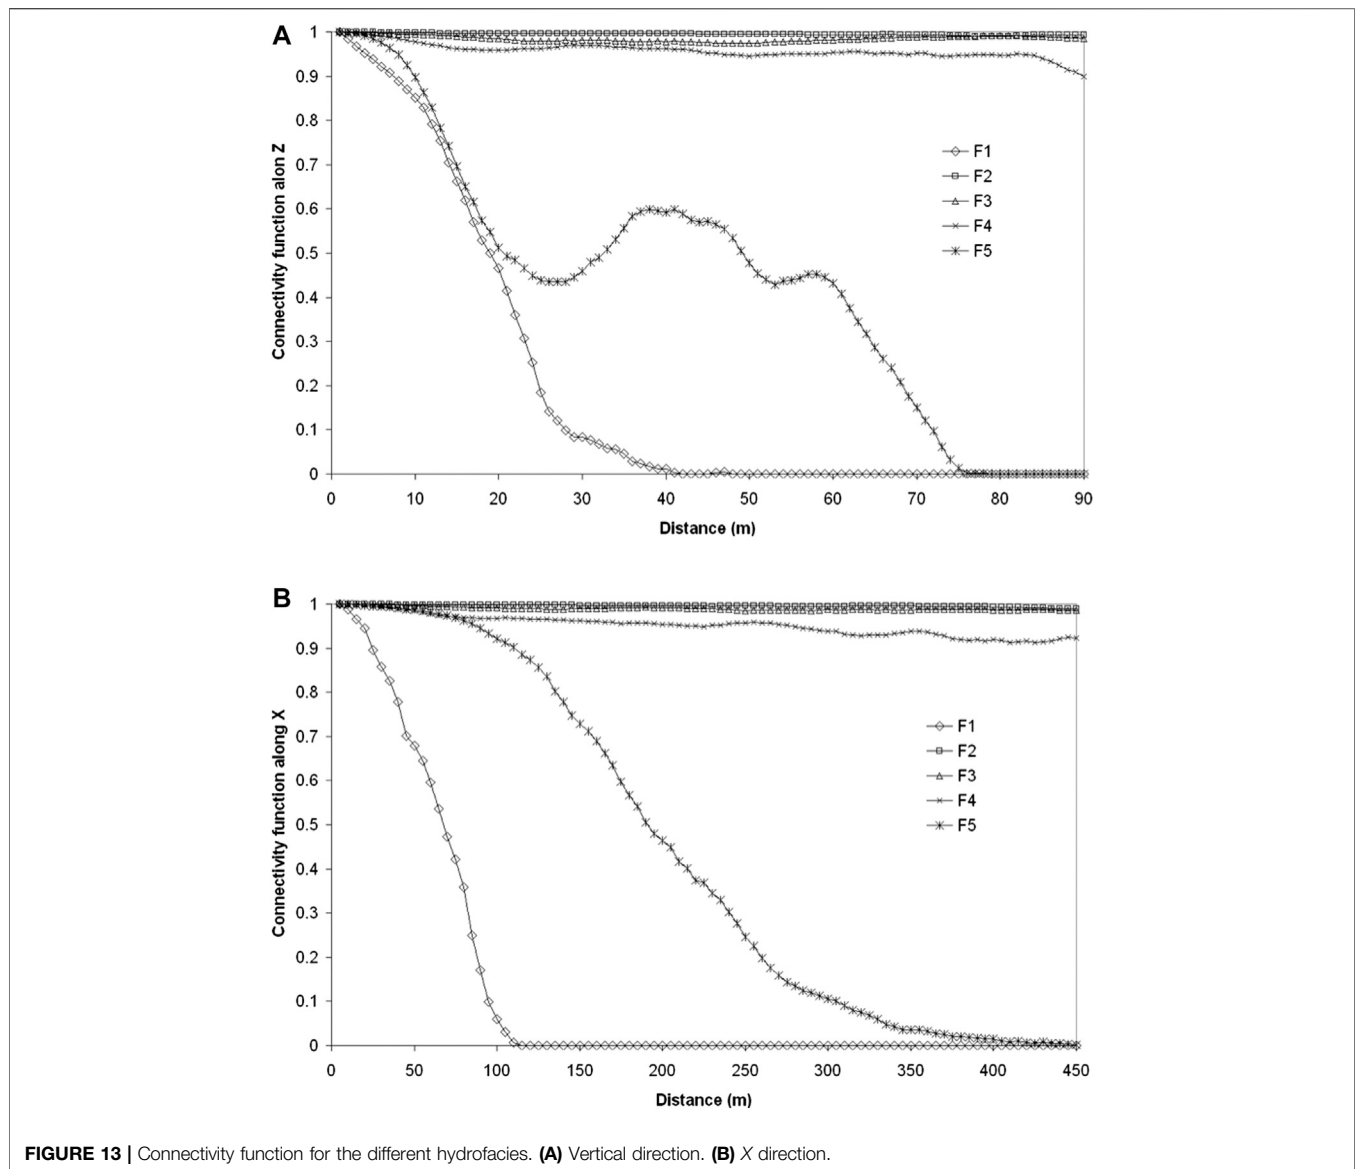 A
Connectivity function alon Z
1
0.9
0.8
0.7
0.6
0.5
0.4
0.3
0.2
0.1
0
0 10 20 30 40 50 60 70 80 90
Distance (m)
F1
F2
F3
F4
F5
B
Connectivity function along X
1
0.9
0.8
0.7
0.6
0.5
0.4
0.3
0.2
0.1
0
0 50 100 150 200 250 300 350 400 450
Distance (m)
F1
F2
F3
F4
F5
FIGURE 13 | Connectivity function for the different hydrofacies. (A) Vertical direction. (B) X direction.